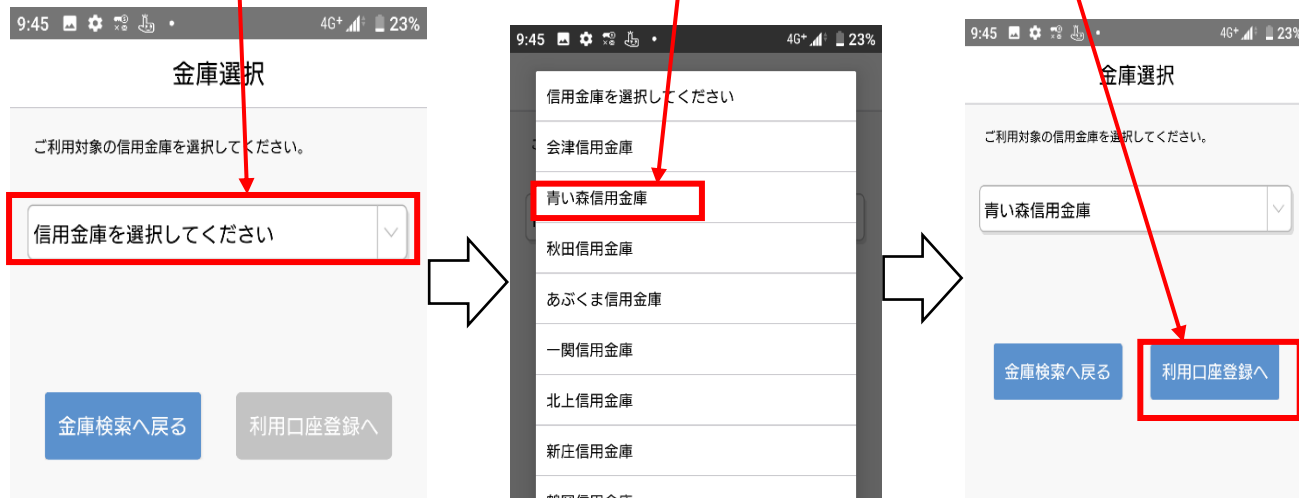 9:45
4G+
23%
金庫選択
ご利用対象の信用金庫を選択してください。
信用金庫を選択してください
金庫検索へ戻る
利用口座登録へ
9:45
4G+
23%
信用金庫を選択してください
会津信用金庫
青い森信用金庫
秋田信用金庫
あぶくま信用金庫
一関信用金庫
北上信用金庫
新庄信用金庫
9:45
4G+
23%
金庫選択
ご利用対象の信用金庫を選択してください。
青い森信用金庫
金庫検索へ戻る
利用口座登録へ